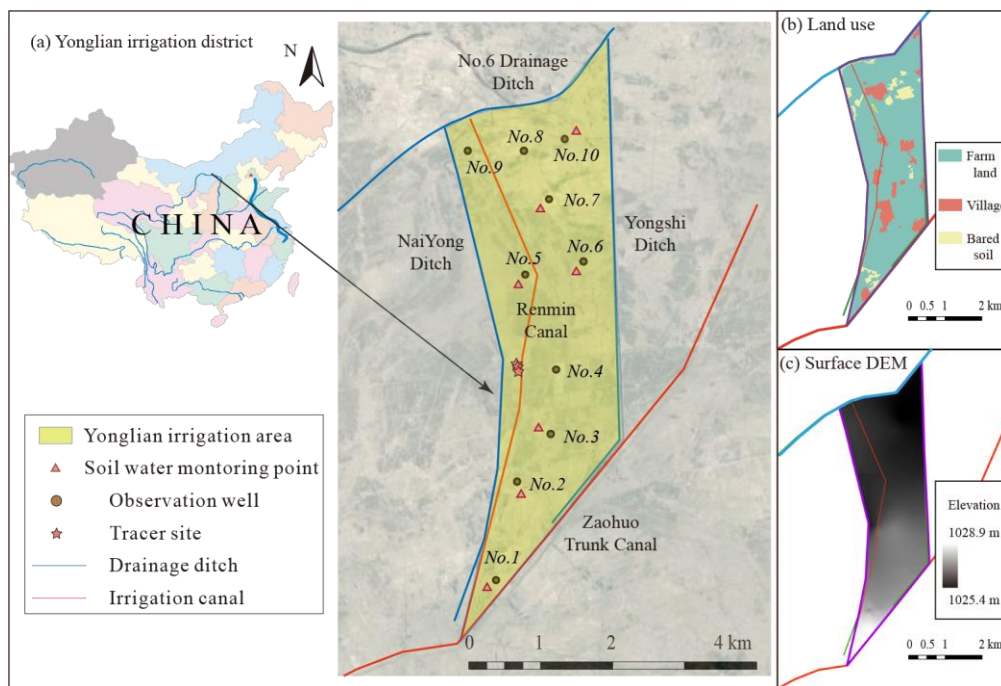 (a) Yonglian irrigation district
N
CHINA
No.6 Drainage
Ditch
No.8
No.10
No.9
No.7
NaiYong
Ditch
Yongshi
Ditch
No.6
No.5
Renmin
Canal
No.4
No.3
No.2
Zaohuo
Trunk Canal
No.1
0 1 2 4 km
Yonglian irrigation area
Soil water montoring point
Observation well
Tracer site
Drainage ditch
Irrigation canal
(b) Land use
Farm
land
Village
Bared
soil
0 0.5 1 2 km
(c) Surface DEM
Elevation
1028.9 m
1025.4 m
0 0.5 1 2 km